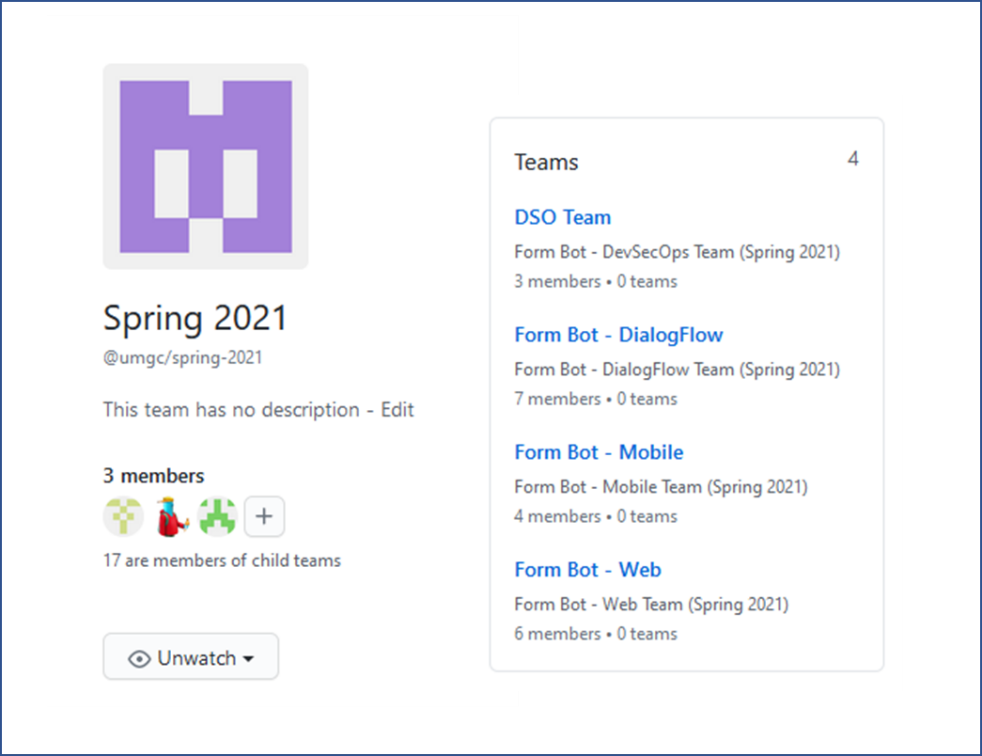 Spring 2021
@umgc/spring-2021
This team has no description - Edit
3 members
+
17 are members of child teams
Unwatch
Teams 4
DSO Team
Form Bot - DevSecOps Team (Spring 2021)
3 members • 0 teams
Form Bot - DialogFlow
Form Bot - DialogFlow Team (Spring 2021)
7 members • 0 teams
Form Bot - Mobile
Form Bot - Mobile Team (Spring 2021)
4 members • 0 teams
Form Bot - Web
Form Bot - Web Team (Spring 2021)
6 members • 0 teams